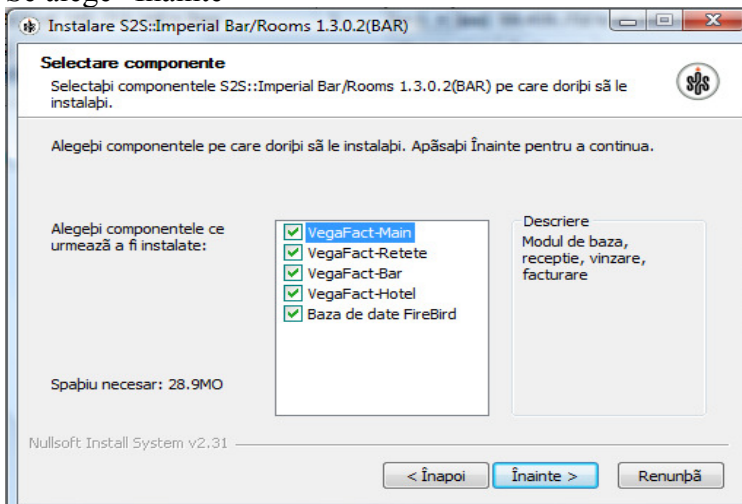 Se alege "Inainte"
Instalare S2S::Imperial Bar/Rooms 1.3.0.2(BAR)
Selectare componente
Selectaþi componentele S2S::Imperial Bar/Rooms 1.3.0.2(BAR) pe care doriþi sã le
instalaþi.
s2s
Alegeþi componentele pe care doriþi sã le instalaþi. Apãsaþi Înainte pentru a continua.
Alegeþi componentele ce
urmeazã a fi instalate:
VegaFact-Main
VegaFact-Retete
VegaFact-Bar
VegaFact-Hotel
Baza de date FireBird
Descriere
Modul de baza,
receptie, vinzare,
facturare
Spaþiu necesar: 28.9MO
Nullsoft Install System v2.31
< Înapoi
Înainte >
Renunþã